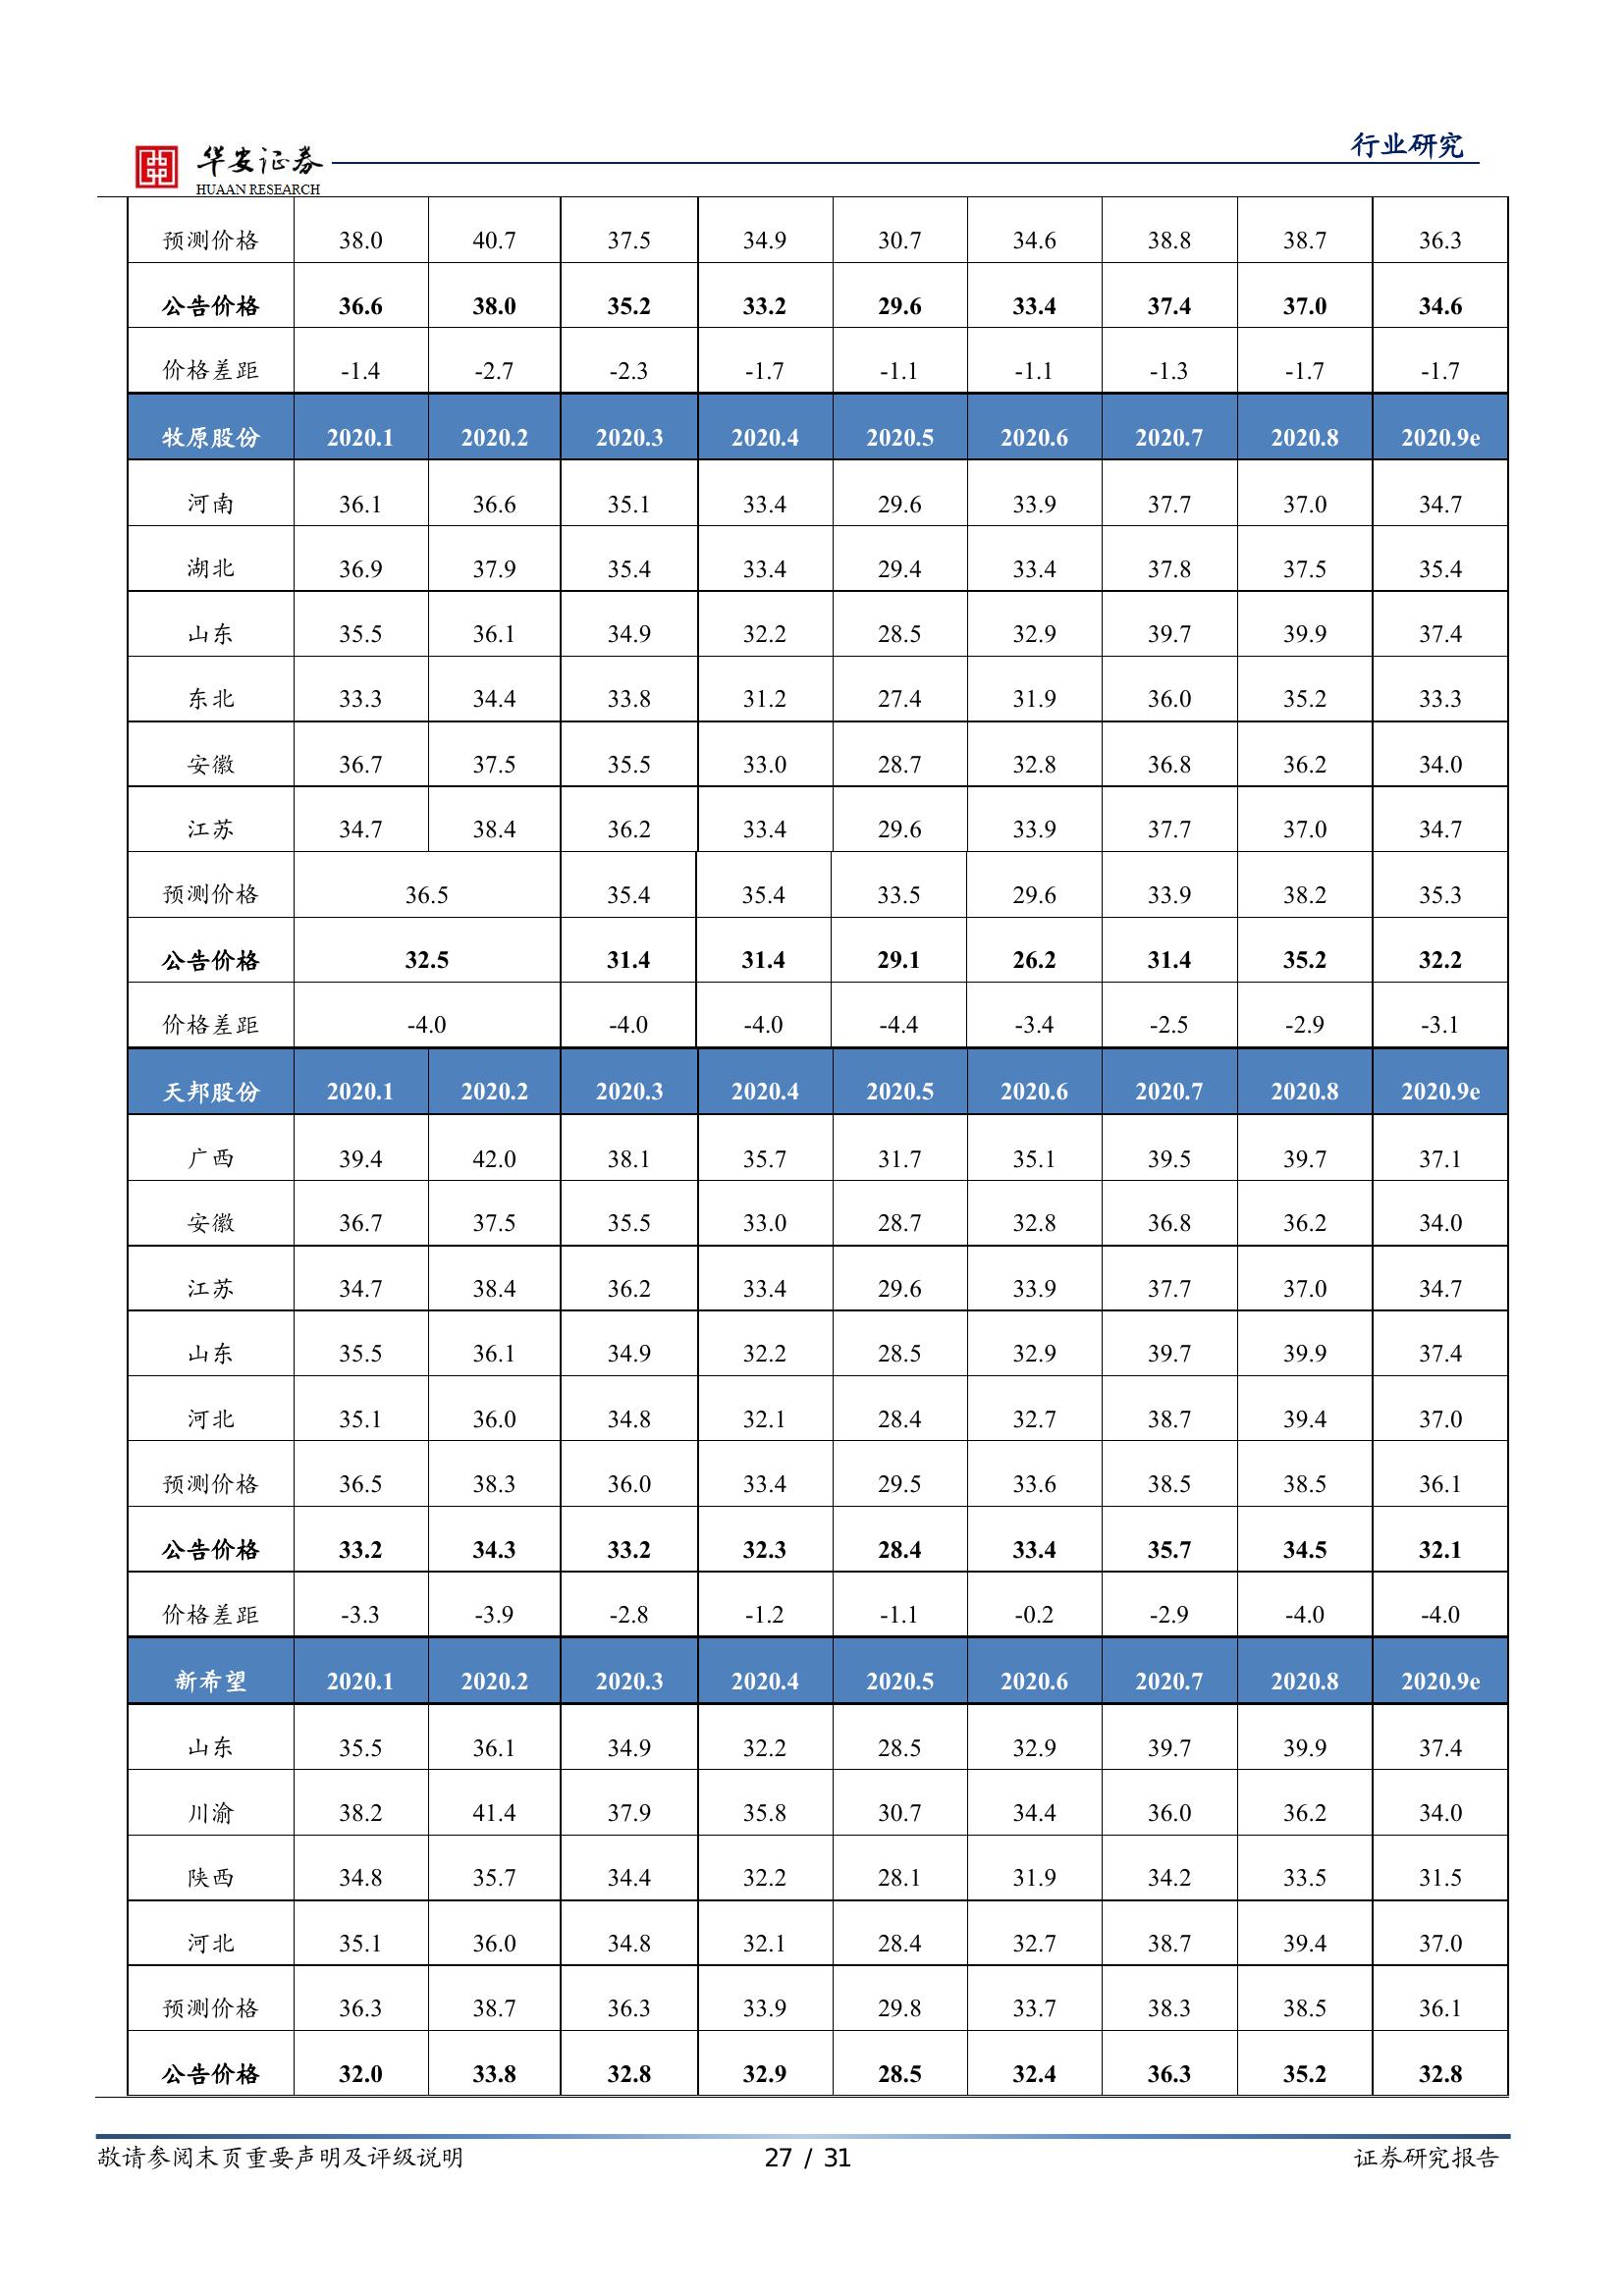 行业研究
华安证券
HUAAN RESEARCH
预测价格 38.0 40.7 37.5 34.9 30.7 34.6 38.8 38.7 36.3
公告价格 36.6 38.0 35.2 33.2 29.6 33.4 37.4 37.0 34.6
价格差距 -1.4 -2.7 -2.3 -1.7 -1.1 -1.1 -1.3 -1.7 -1.7
牧原股份 2020.1 2020.2 2020.3 2020.4 2020.5 2020.6 2020.7 2020.8 2020.9e
河南 36.1 36.6 35.1 33.4 29.6 33.9 37.7 37.0 34.7
湖北 36.9 37.9 35.4 33.4 29.4 33.4 37.8 37.5 35.4
山东 35.5 36.1 34.9 32.2 28.5 32.9 39.7 39.9 37.4
东北 33.3 34.4 33.8 31.2 27.4 31.9 36.0 35.2 33.3
安徽 36.7 37.5 35.5 33.0 28.7 32.8 36.8 36.2 34.0
江苏 34.7 38.4 36.2 33.4 29.6 33.9 37.7 37.0 34.7
预测价格 36.5 35.4 35.4 33.5 29.6 33.9 38.2 35.3
公告价格 32.5 31.4 31.4 29.1 26.2 31.4 35.2 32.2
价格差距 -4.0 -4.0 -4.0 -4.4 -3.4 -2.5 -2.9 -3.1
天邦股份 2020.1 2020.2 2020.3 2020.4 2020.5 2020.6 2020.7 2020.8 2020.9e
广西 39.4 42.0 38.1 35.7 31.7 35.1 39.5 39.7 37.1
安徽 36.7 37.5 35.5 33.0 28.7 32.8 36.8 36.2 34.0
江苏 34.7 38.4 36.2 33.4 29.6 33.9 37.7 37.0 34.7
山东 35.5 36.1 34.9 32.2 28.5 32.9 39.7 39.9 37.4
河北 35.1 36.0 34.8 32.1 28.4 32.7 38.7 39.4 37.0
预测价格 36.5 38.3 36.0 33.4 29.5 33.6 38.5 38.5 36.1
公告价格 33.2 34.3 33.2 32.3 28.4 33.4 35.7 34.5 32.1
价格差距 -3.3 -3.9 -2.8 -1.2 -1.1 -0.2 -2.9 -4.0 -4.0
新希望 2020.1 2020.2 2020.3 2020.4 2020.5 2020.6 2020.7 2020.8 2020.9e
山东 35.5 36.1 34.9 32.2 28.5 32.9 39.7 39.9 37.4
川渝 38.2 41.4 37.9 35.8 30.7 34.4 36.0 36.2 34.0
陕西 34.8 35.7 34.4 32.2 28.1 31.9 34.2 33.5 31.5
河北 35.1 36.0 34.8 32.1 28.4 32.7 38.7 39.4 37.0
预测价格 36.3 38.7 36.3 33.9 29.8 33.7 38.3 38.5 36.1
公告价格 32.0 33.8 32.8 32.9 28.5 32.4 36.3 35.2 32.8
敬请参阅末页重要声明及评级说明 27 / 31 证券研究报告